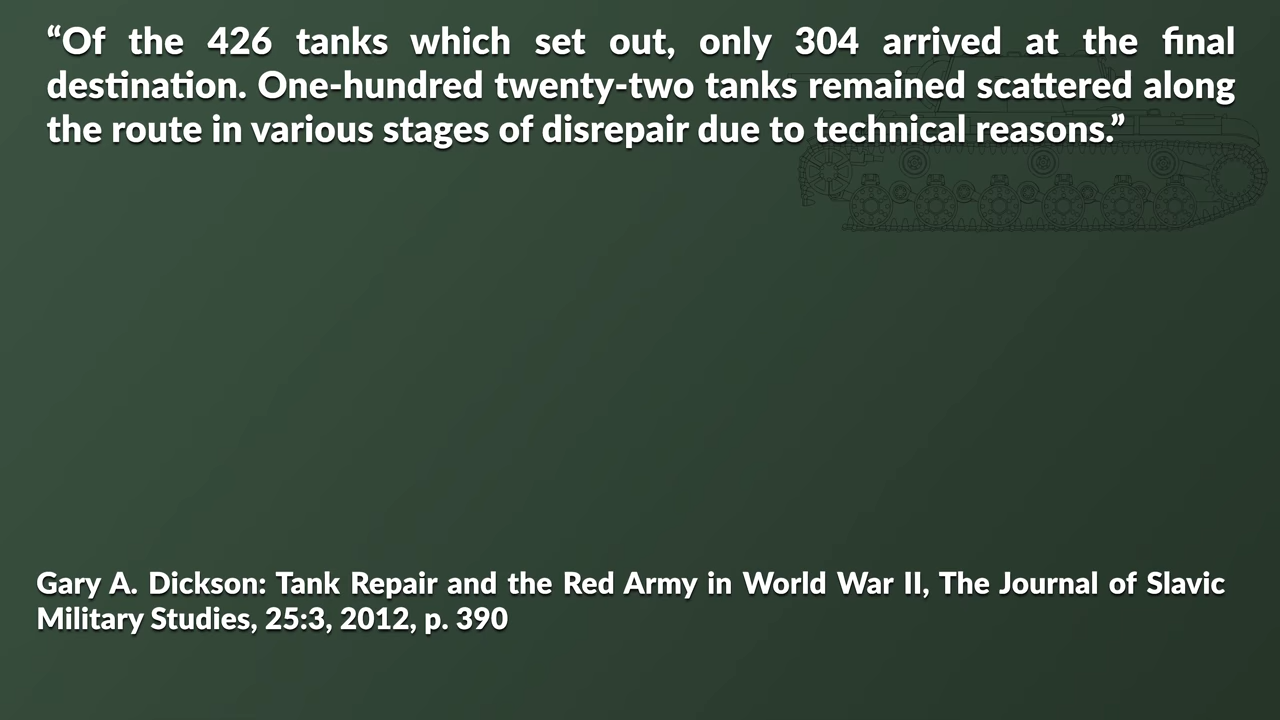 “Of the 426 tanks which set out, only 304 arrived at the final
destination. One-hundred twenty-two tanks remained scattered along
the route in various stages of disrepair due to technical reasons.”
Gary A. Dickson: Tank Repair and the Red Army in World War II, The Journal of Slavic
Military Studies, 25:3, 2012, p. 390